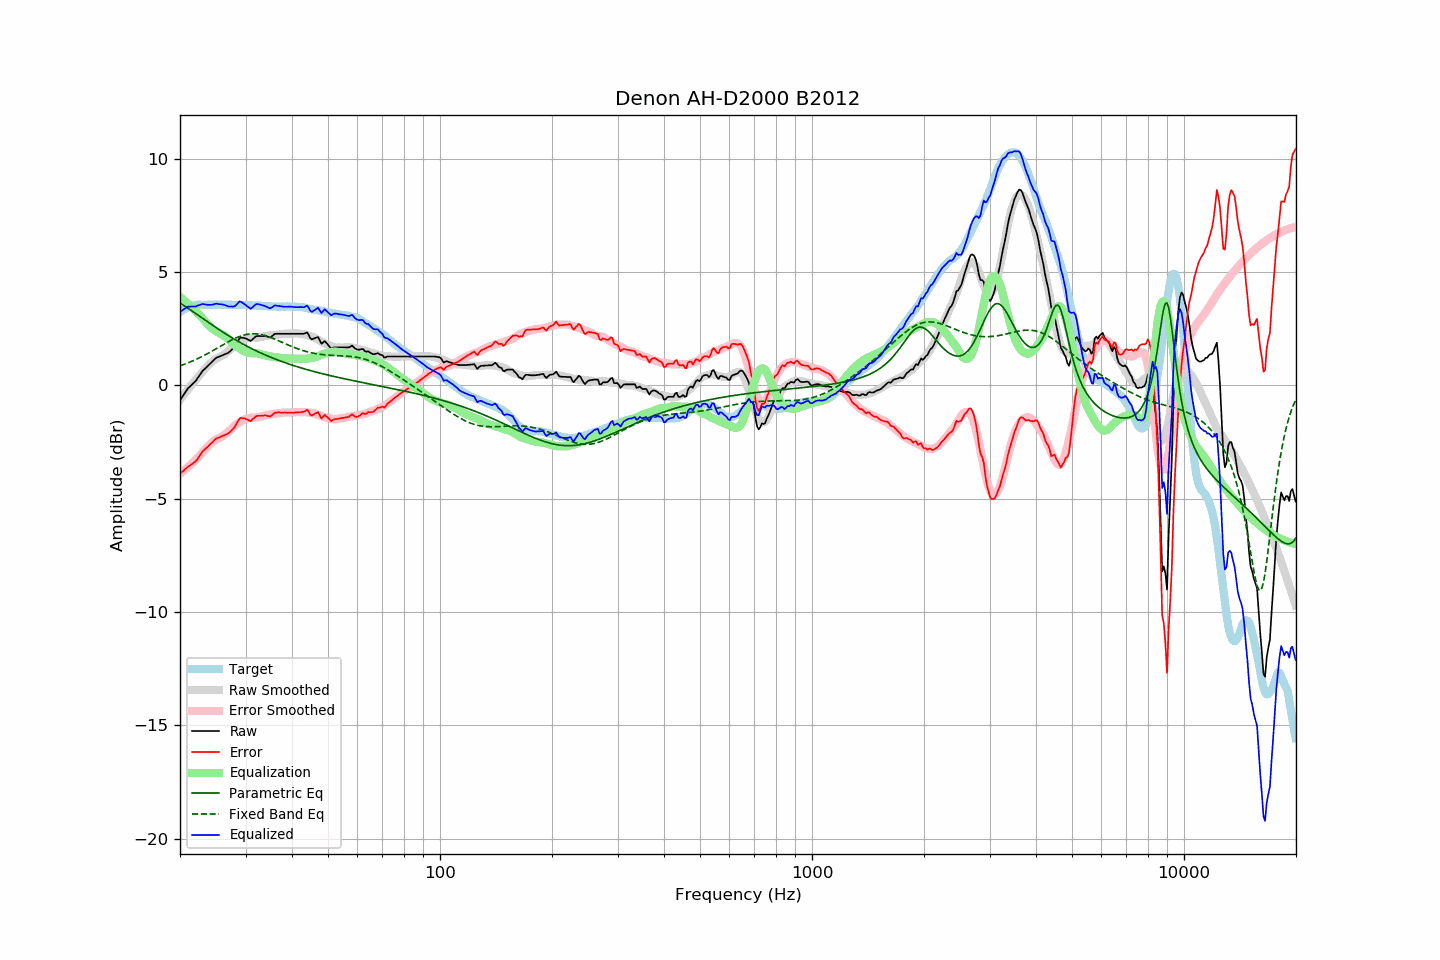 Denon AH-D2000 B2012
10
5
0
−5
−10
−15
−20
Amplitude (dBr)
Target
Raw Smoothed
Error Smoothed
Raw
Error
Equalization
Parametric Eq
Fixed Band Eq
Equalized
100
1000
10000
Frequency (Hz)